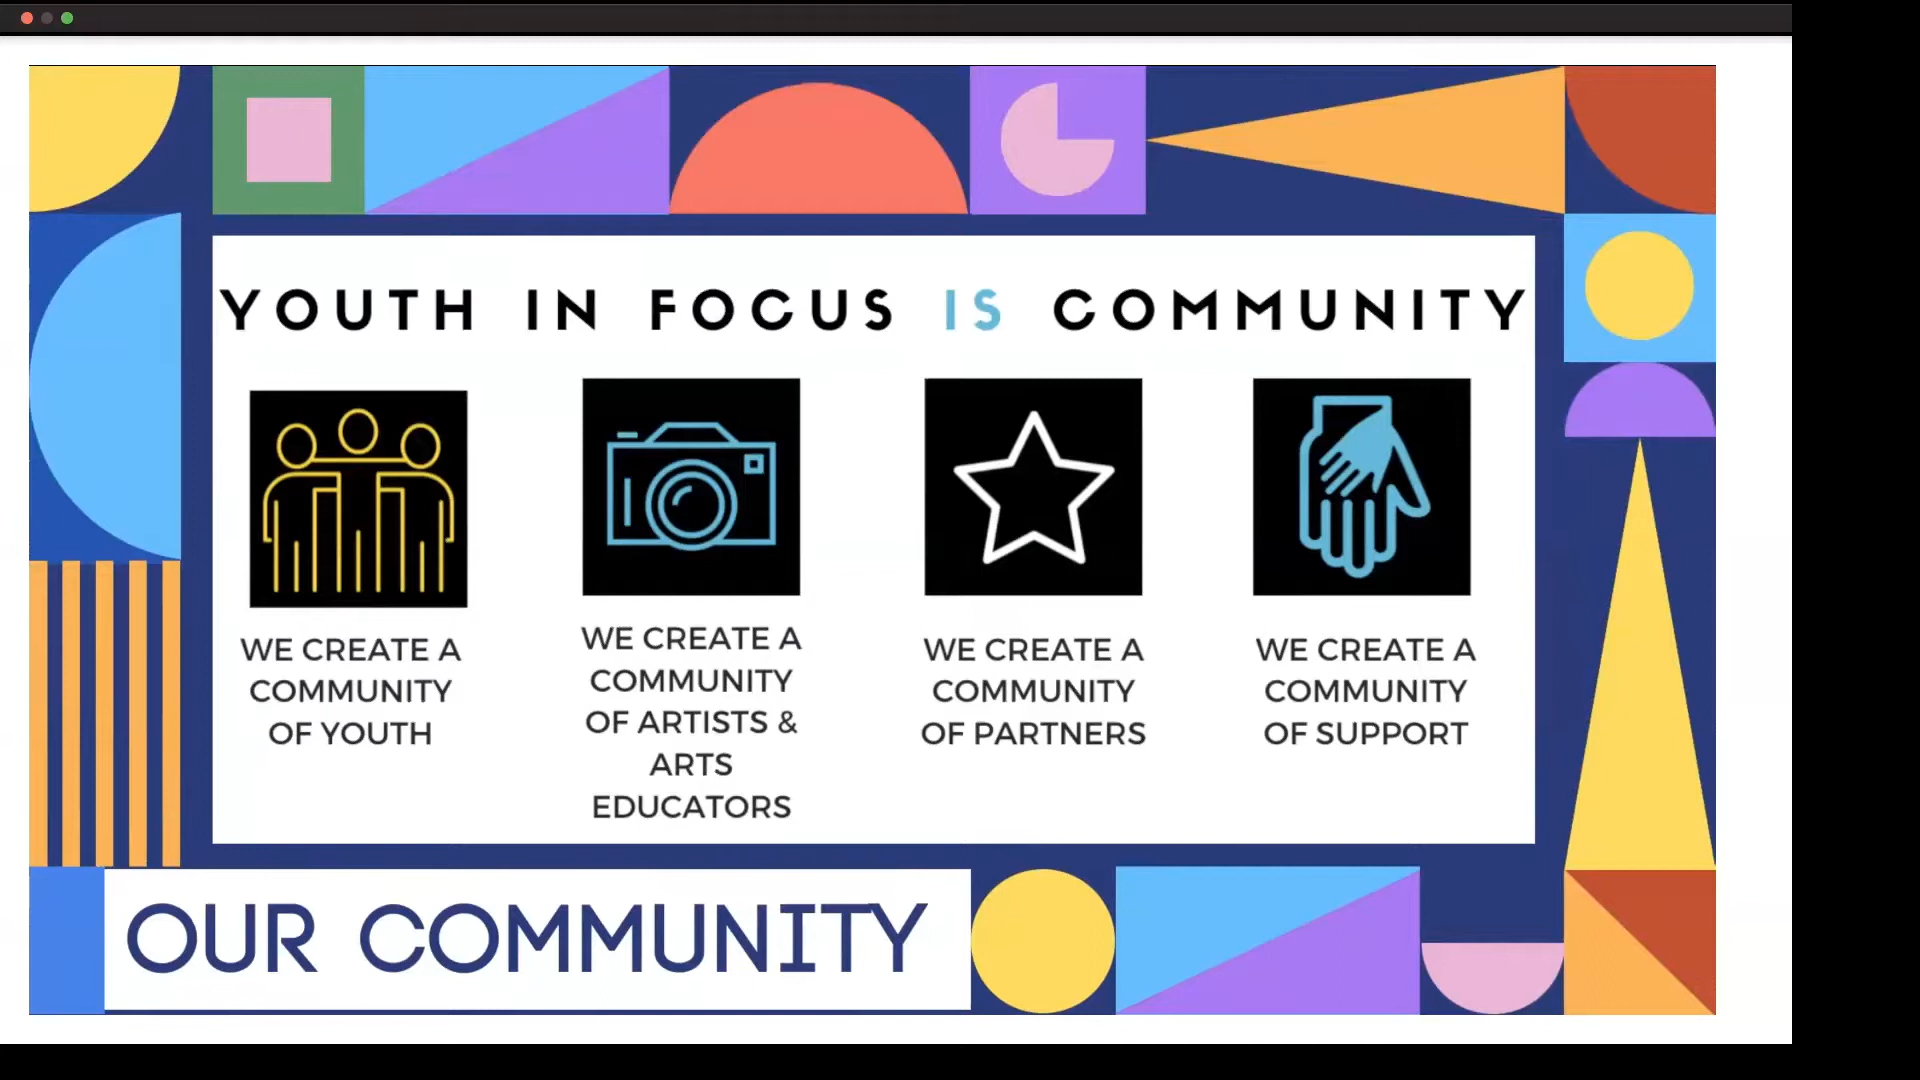 YOUTH IN FOCUS IS COMMUNITY
WE CREATE A
COMMUNITY
OF YOUTH
WE CREATE A
COMMUNITY
OF ARTISTS &
ARTS
EDUCATORS
WE CREATE A
COMMUNITY
OF PARTNERS
WE CREATE A
COMMUNITY
OF SUPPORT
OUR COMMUNITY